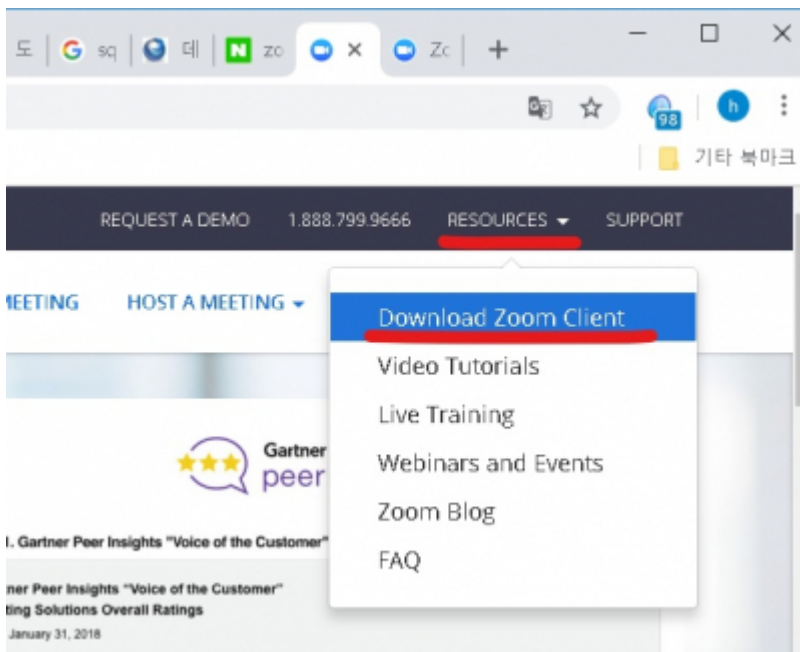 도 sq 데 zo Zc
98 h
기타 북마크
REQUEST A DEMO 1.888.799.9666 RESOURCES SUPPORT
MEETING HOST A MEETING
Download Zoom Client
Video Tutorials
Live Training
Webinars and Events
Zoom Blog
FAQ
Gartner
peer
. Gartner Peer Insights "Voice of the Customer"
ner Peer Insights "Voice of the Customer"
ting Solutions Overall Ratings
January 31, 2018